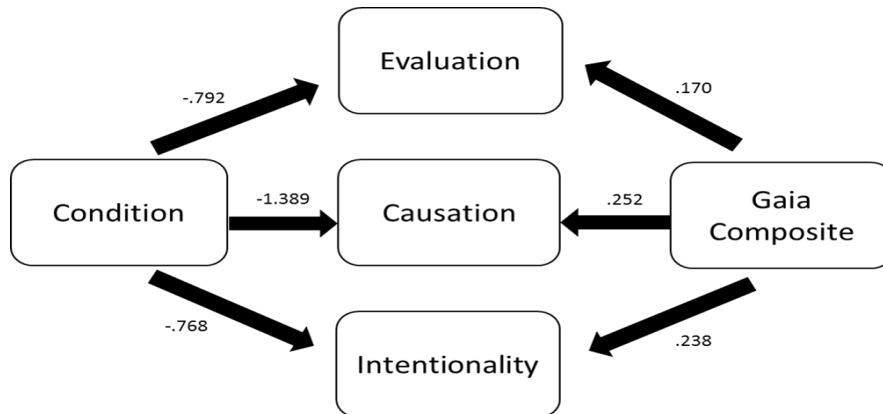 Evaluation
-.792
.170
Condition
-1.389
Causation
.252
Gaia
Composite
-.768
Intentionality
.238